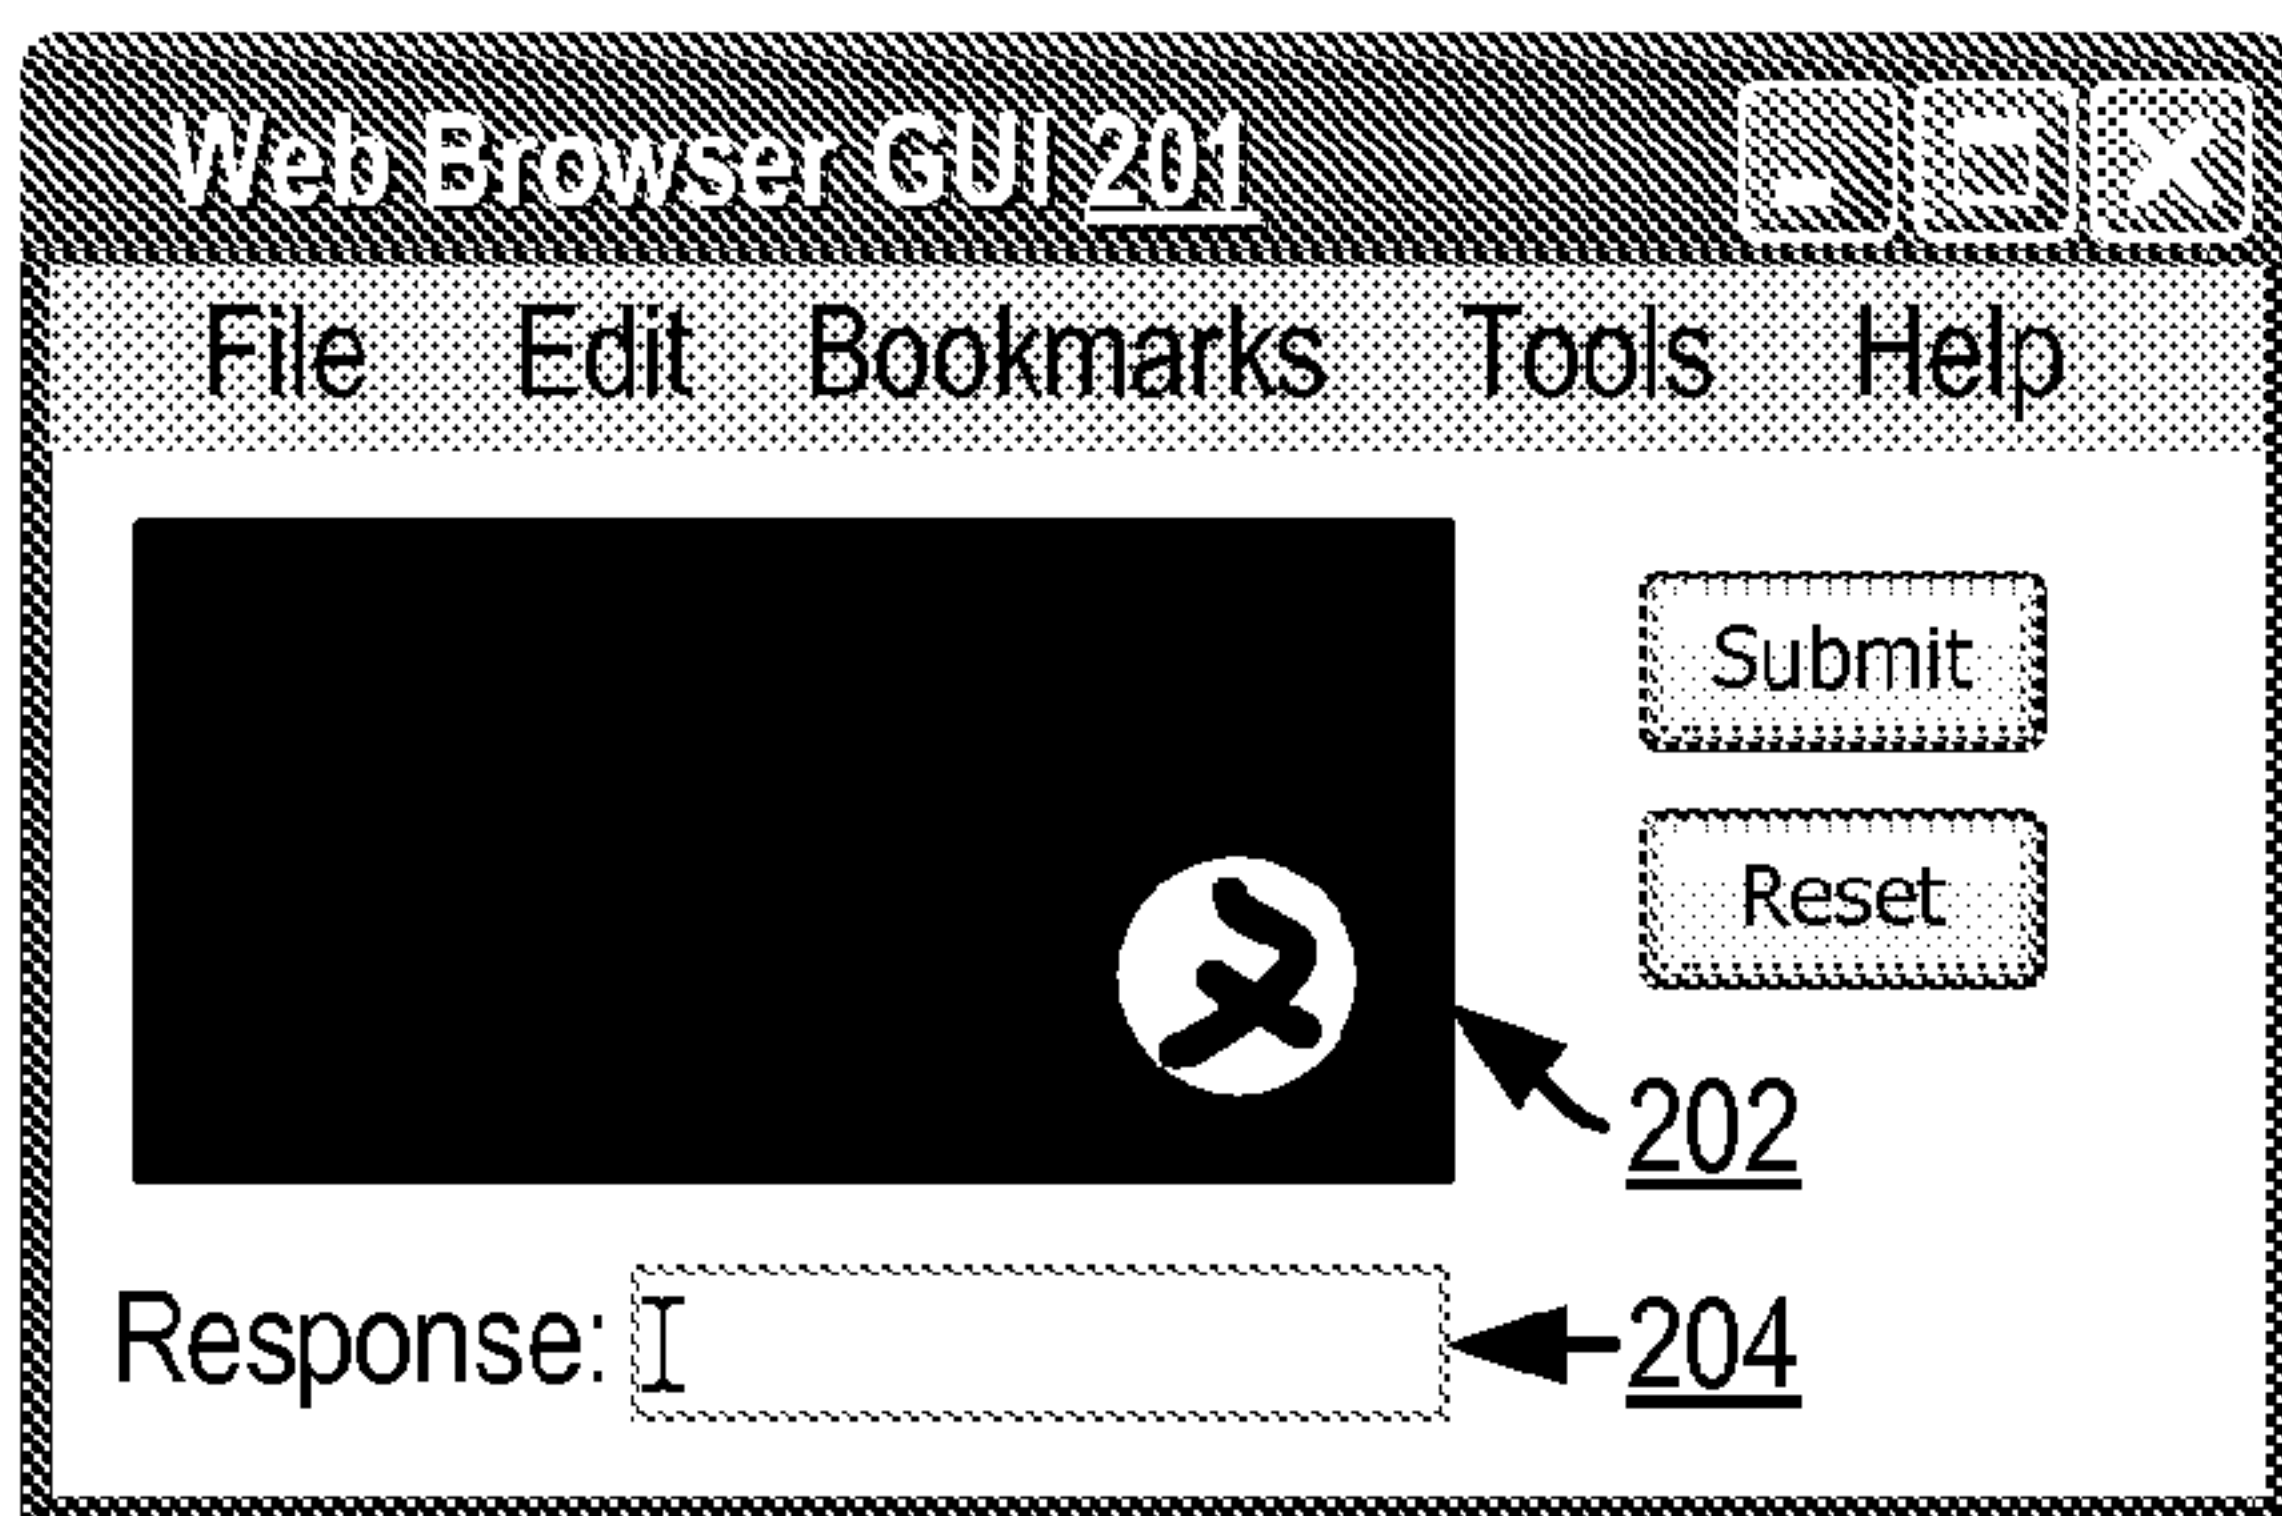 Web Browser GUI 201
File Edit Bookmarks Tools Help
Submit
Reset
202
Response:
204